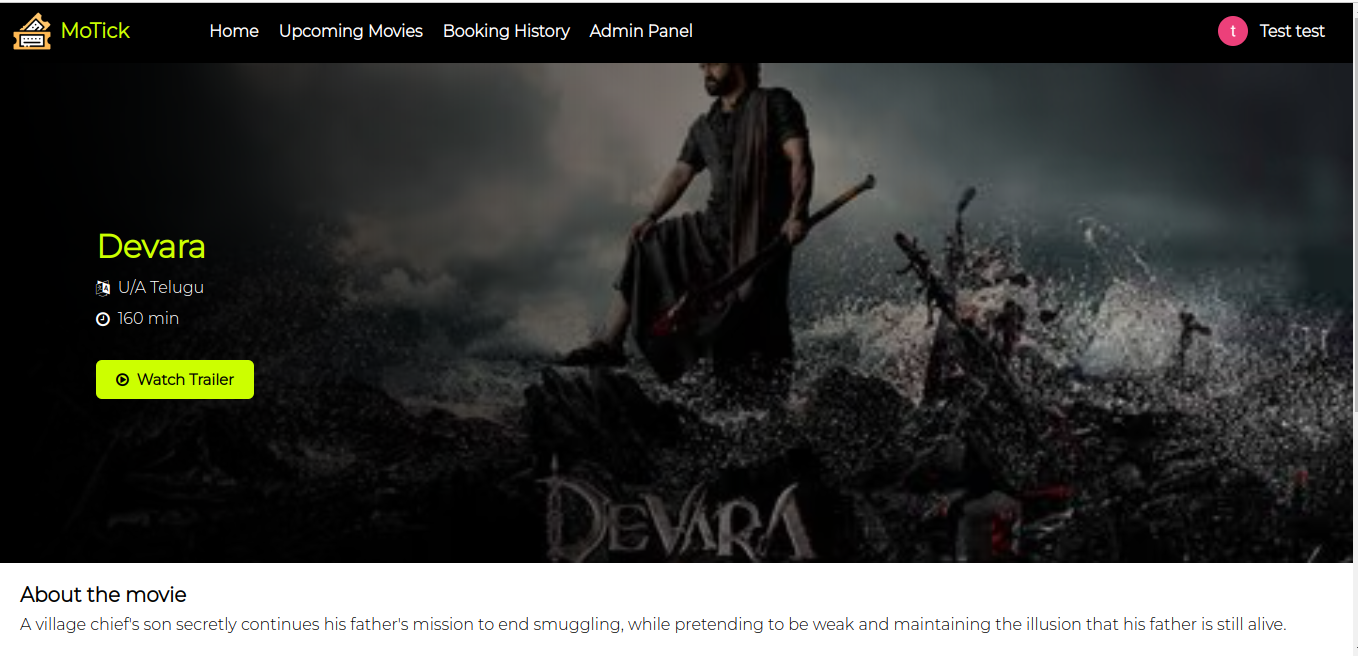 MoTick Home Upcoming Movies Booking History Admin Panel t Test test
Devara
U/A Telugu
160 min
Watch Trailer
DEVARA
About the movie
A village chief's son secretly continues his father's mission to end smuggling, while pretending to be weak and maintaining the illusion that his father is still alive.